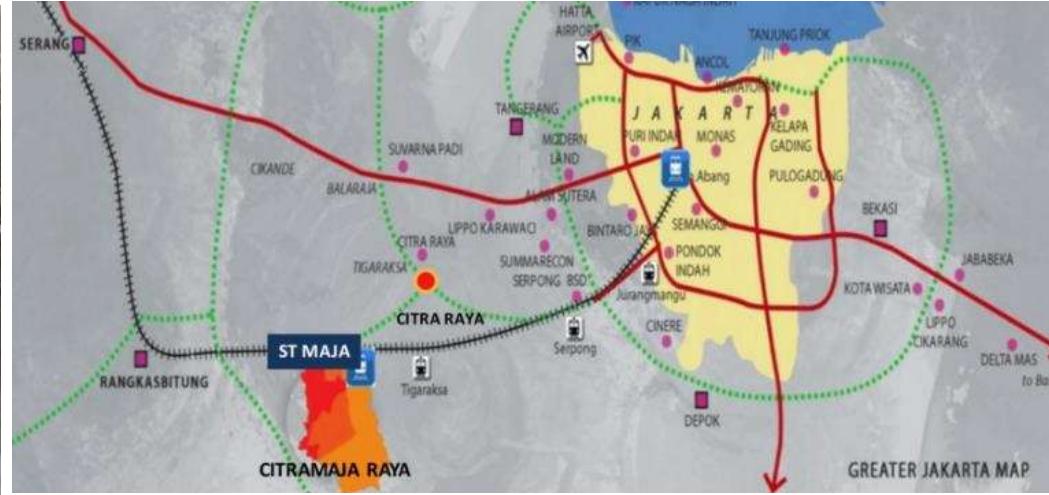 HATTA
AIRPORT
SERANG
PIK
TANJUNG PRIOK
ANCOL
KEMAYORAN
TANGERANG
JAKARTA
KELAPA
GADING
MODERN
LAND
PURI INDAH
MONAS
SUVARNA PADI
CIKANDE
BALARAJA
Abang
PULOGADUNG
ALAM SUTERA
LIPPO KARAWACI
BINTARO JAYA
SEMANGGI
BEKASI
CITRA RAYA
TIGARAKSA
SUMMARECON
SERPONG
BSD
PONDOK
INDAH
Jurangmangu
JABABEKA
KOTA WISATA
CITRA RAYA
Serpong
CINERE
LIPPO
CIKARANG
ST MAJA
RANGKASBITUNG
Tigaraksa
DELTA MAS
to Ba
DEPOK
CITRAMAJA RAYA
GREATER JAKARTA MAP